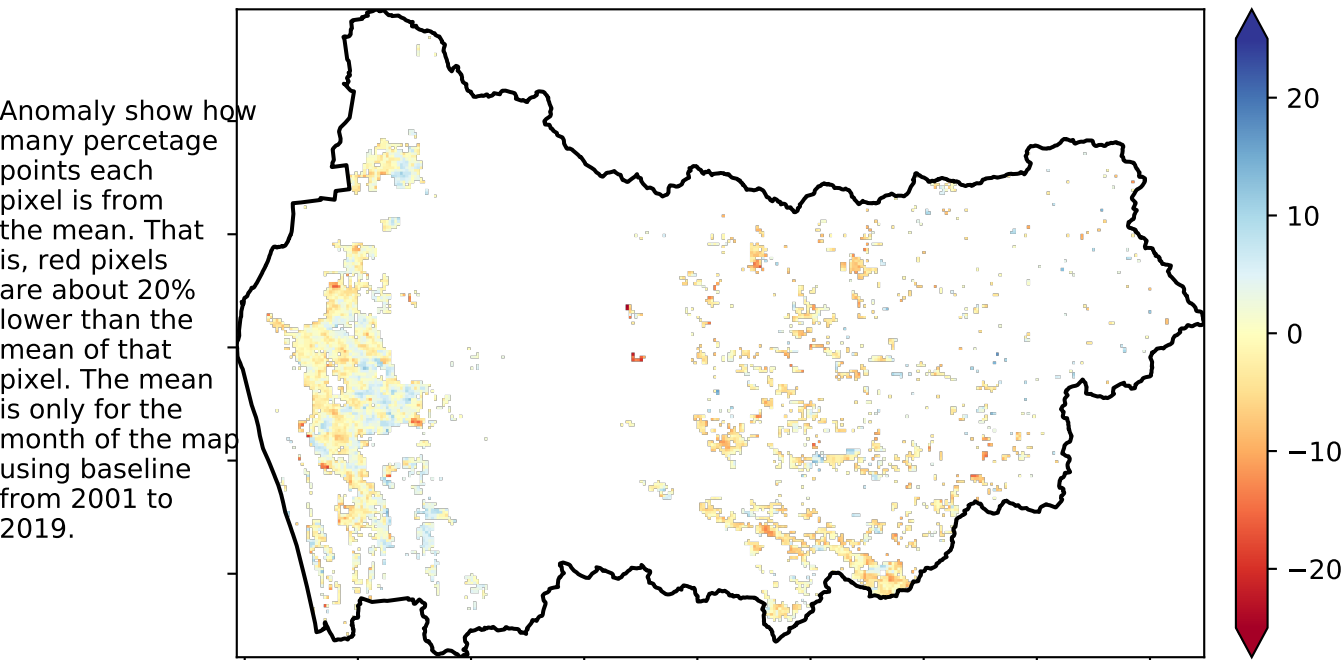 Anomaly show how
many percetage
points each
pixel is from
the mean. That
is, red pixels
are about 20%
lower than the
mean of that
pixel. The mean
is only for the
month of the map
using baseline
from 2001 to
2019.
20
10
0
−10
−20